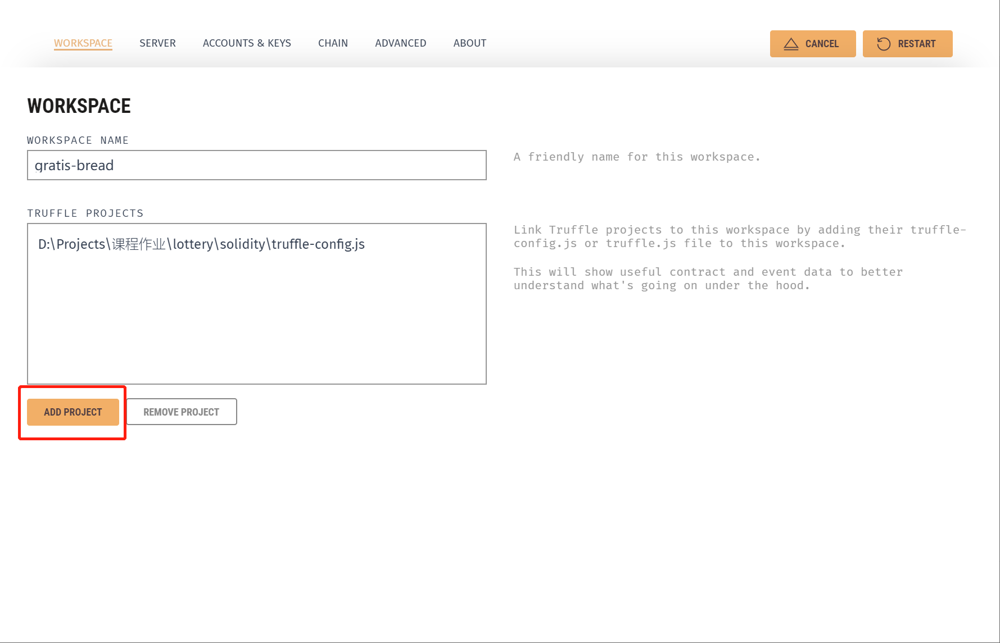 WORKSPACE SERVER ACCOUNTS & KEYS CHAIN ADVANCED ABOUT CANCEL RESTART
WORKSPACE
WORKSPACE NAME
gratis-bread
A friendly name for this workspace.
TRUFFLE PROJECTS
D:\Projects\课程作业\lottery\solidity\truffle-config.js
Link Truffle projects to this workspace by adding their truffle-
config.js or truffle.js file to this workspace.
This will show useful contract and event data to better
understand what's going on under the hood.
ADD PROJECT REMOVE PROJECT